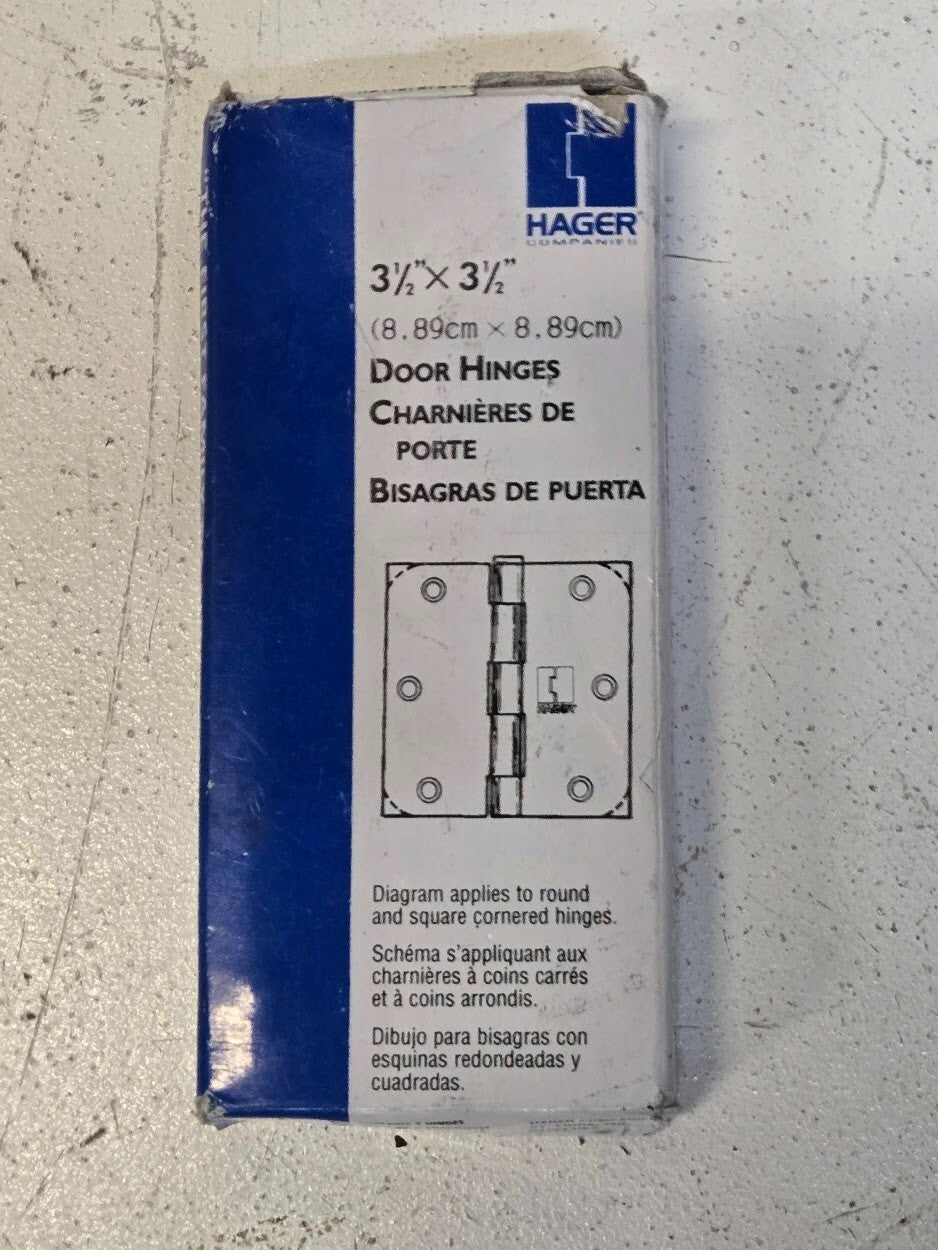 HAGER
COMPANIES
3½" × 3½"
(8.89cm × 8.89cm)
DOOR HINGES
CHARNIÈRES DE
PORTE
BISAGRAS DE PUERTA
HAGER
Diagram applies to round
and square cornered hinges.
Schéma s'appliquant aux
charnières à coins carrés
et à coins arrondis.
Dibujo para bisagras con
esquinas redondeadas y
cuadradas.
HINGES